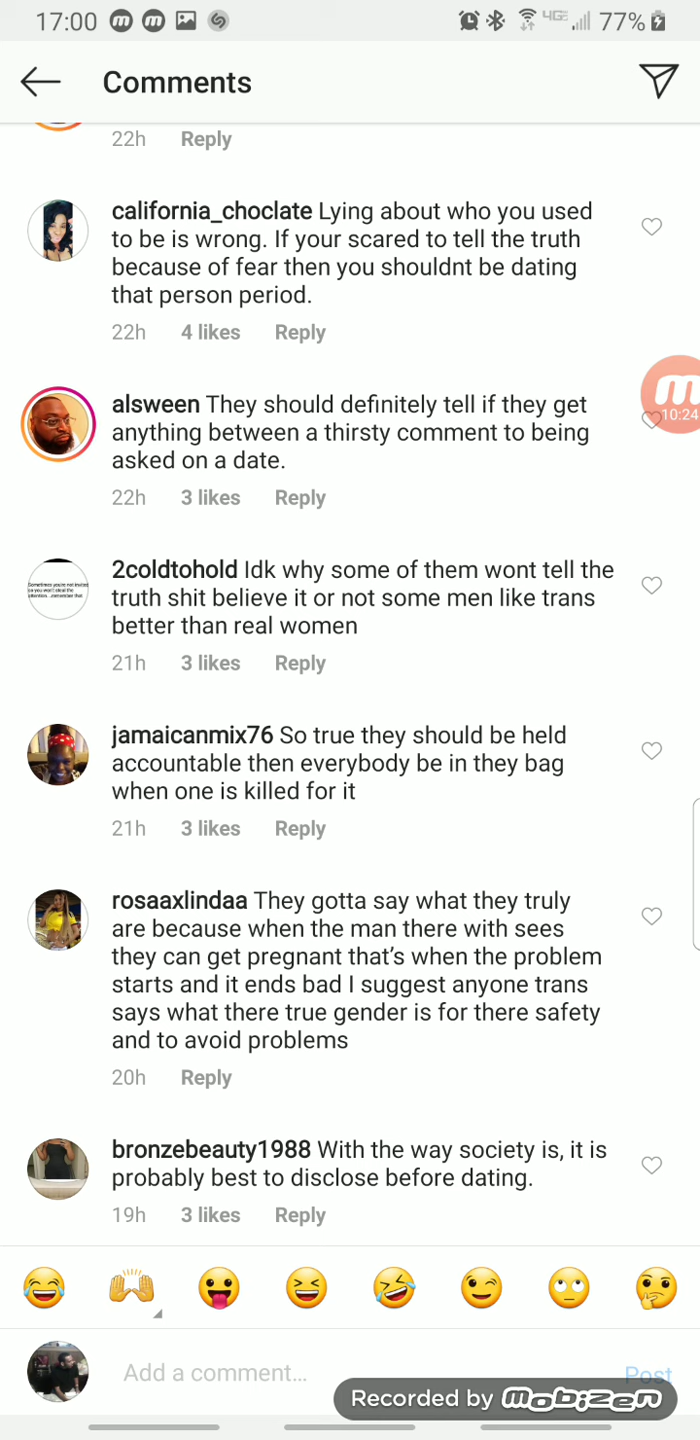 17:00
4G
77%
Comments
22h Reply
california_choclate Lying about who you used
to be is wrong. If your scared to tell the truth
because of fear then you shouldnt be dating
that person period.
22h 4 likes Reply
m
10:24
alsween They should definitely tell if they get
anything between a thirsty comment to being
asked on a date.
22h 3 likes Reply
2coldtohold Idk why some of them wont tell the
truth shit believe it or not some men like trans
better than real women
21h 3 likes Reply
jamaicanmix76 So true they should be held
accountable then everybody be in they bag
when one is killed for it
21h 3 likes Reply
rosaaxlindaa They gotta say what they truly
are because when the man there with sees
they can get pregnant that's when the problem
starts and it ends bad I suggest anyone trans
says what there true gender is for there safety
and to avoid problems
20h Reply
bronzebeauty1988 With the way society is, it is
probably best to disclose before dating.
19h 3 likes Reply
Add a comment...
Post
Recorded by mobizen